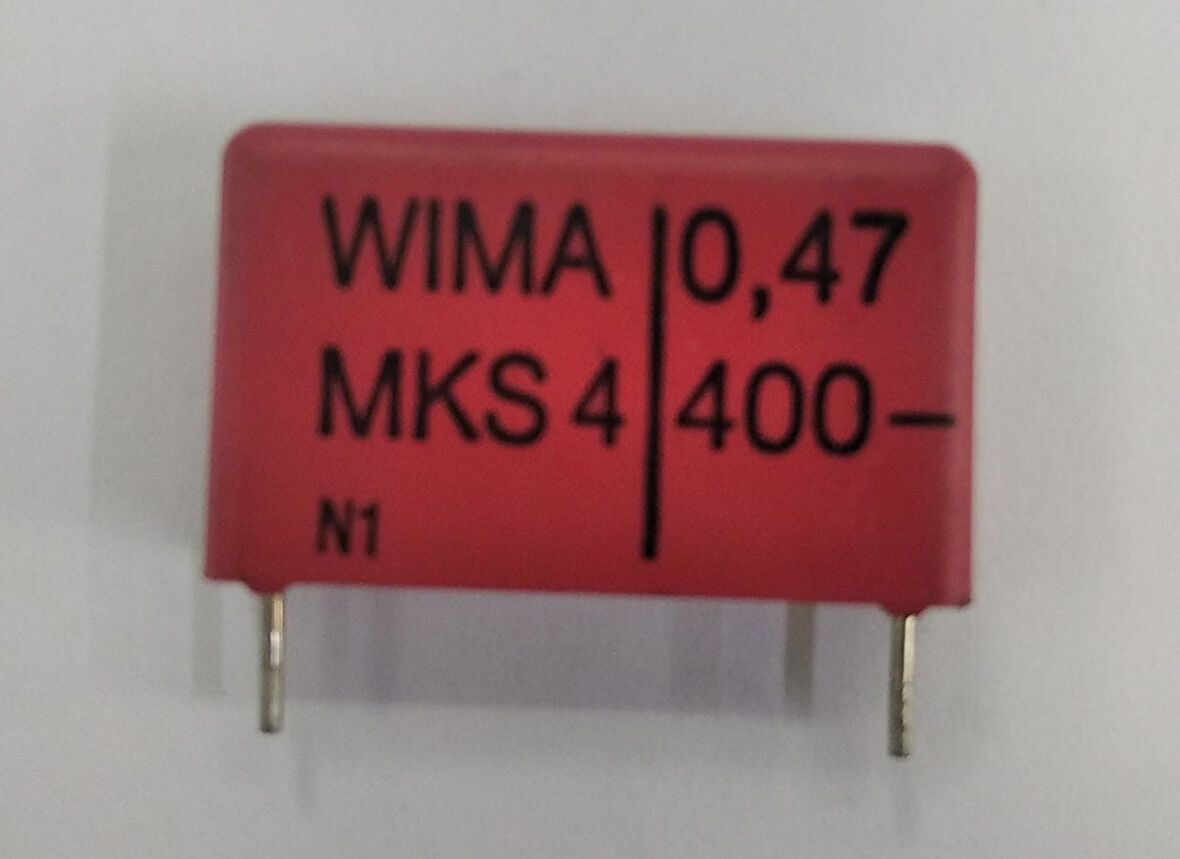 WIMA | 0,47
MKS 4 | 400–
N1